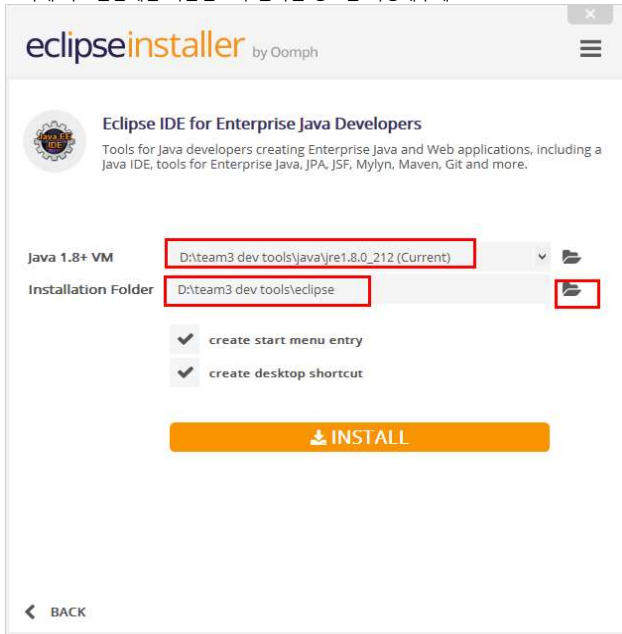 eclipseinstaller by Oomph
Eclipse IDE for Enterprise Java Developers
Tools for Java developers creating Enterprise Java and Web applications, including a
Java IDE, tools for Enterprise Java, JPA, JSF, Mylyn, Maven, Git and more.
Java 1.8+ VM D:\team3 dev tools\java\jre1.8.0_212 (Current)
Installation Folder D:\team3 dev tools\eclipse
create start menu entry
create desktop shortcut
INSTALL
BACK